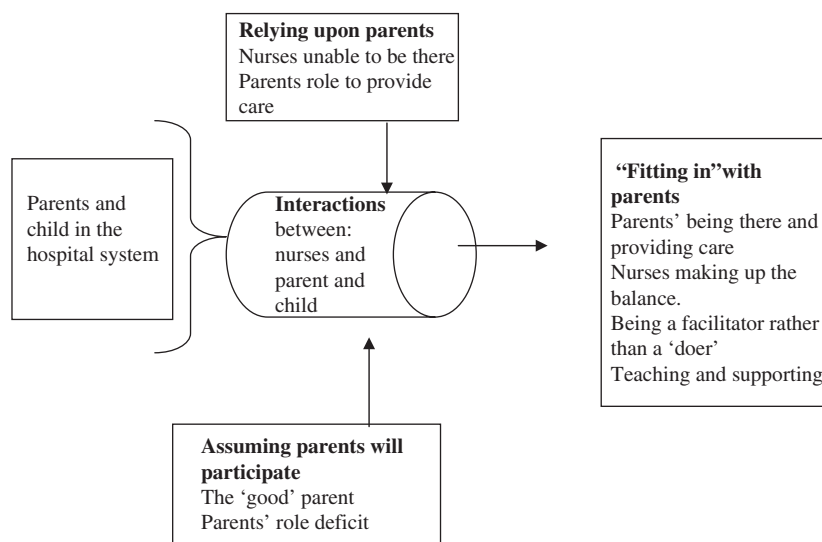 Relying upon parents
Nurses unable to be there
Parents role to provide
care
Parents and
child in the
hospital system
Interactions
between:
nurses and
parent and
child
“Fitting in”with
parents
Parents’ being there and
providing care
Nurses making up the
balance.
Being a facilitator rather
than a ‘doer’
Teaching and supporting
Assuming parents will
participate
The ‘good’ parent
Parents’ role deficit